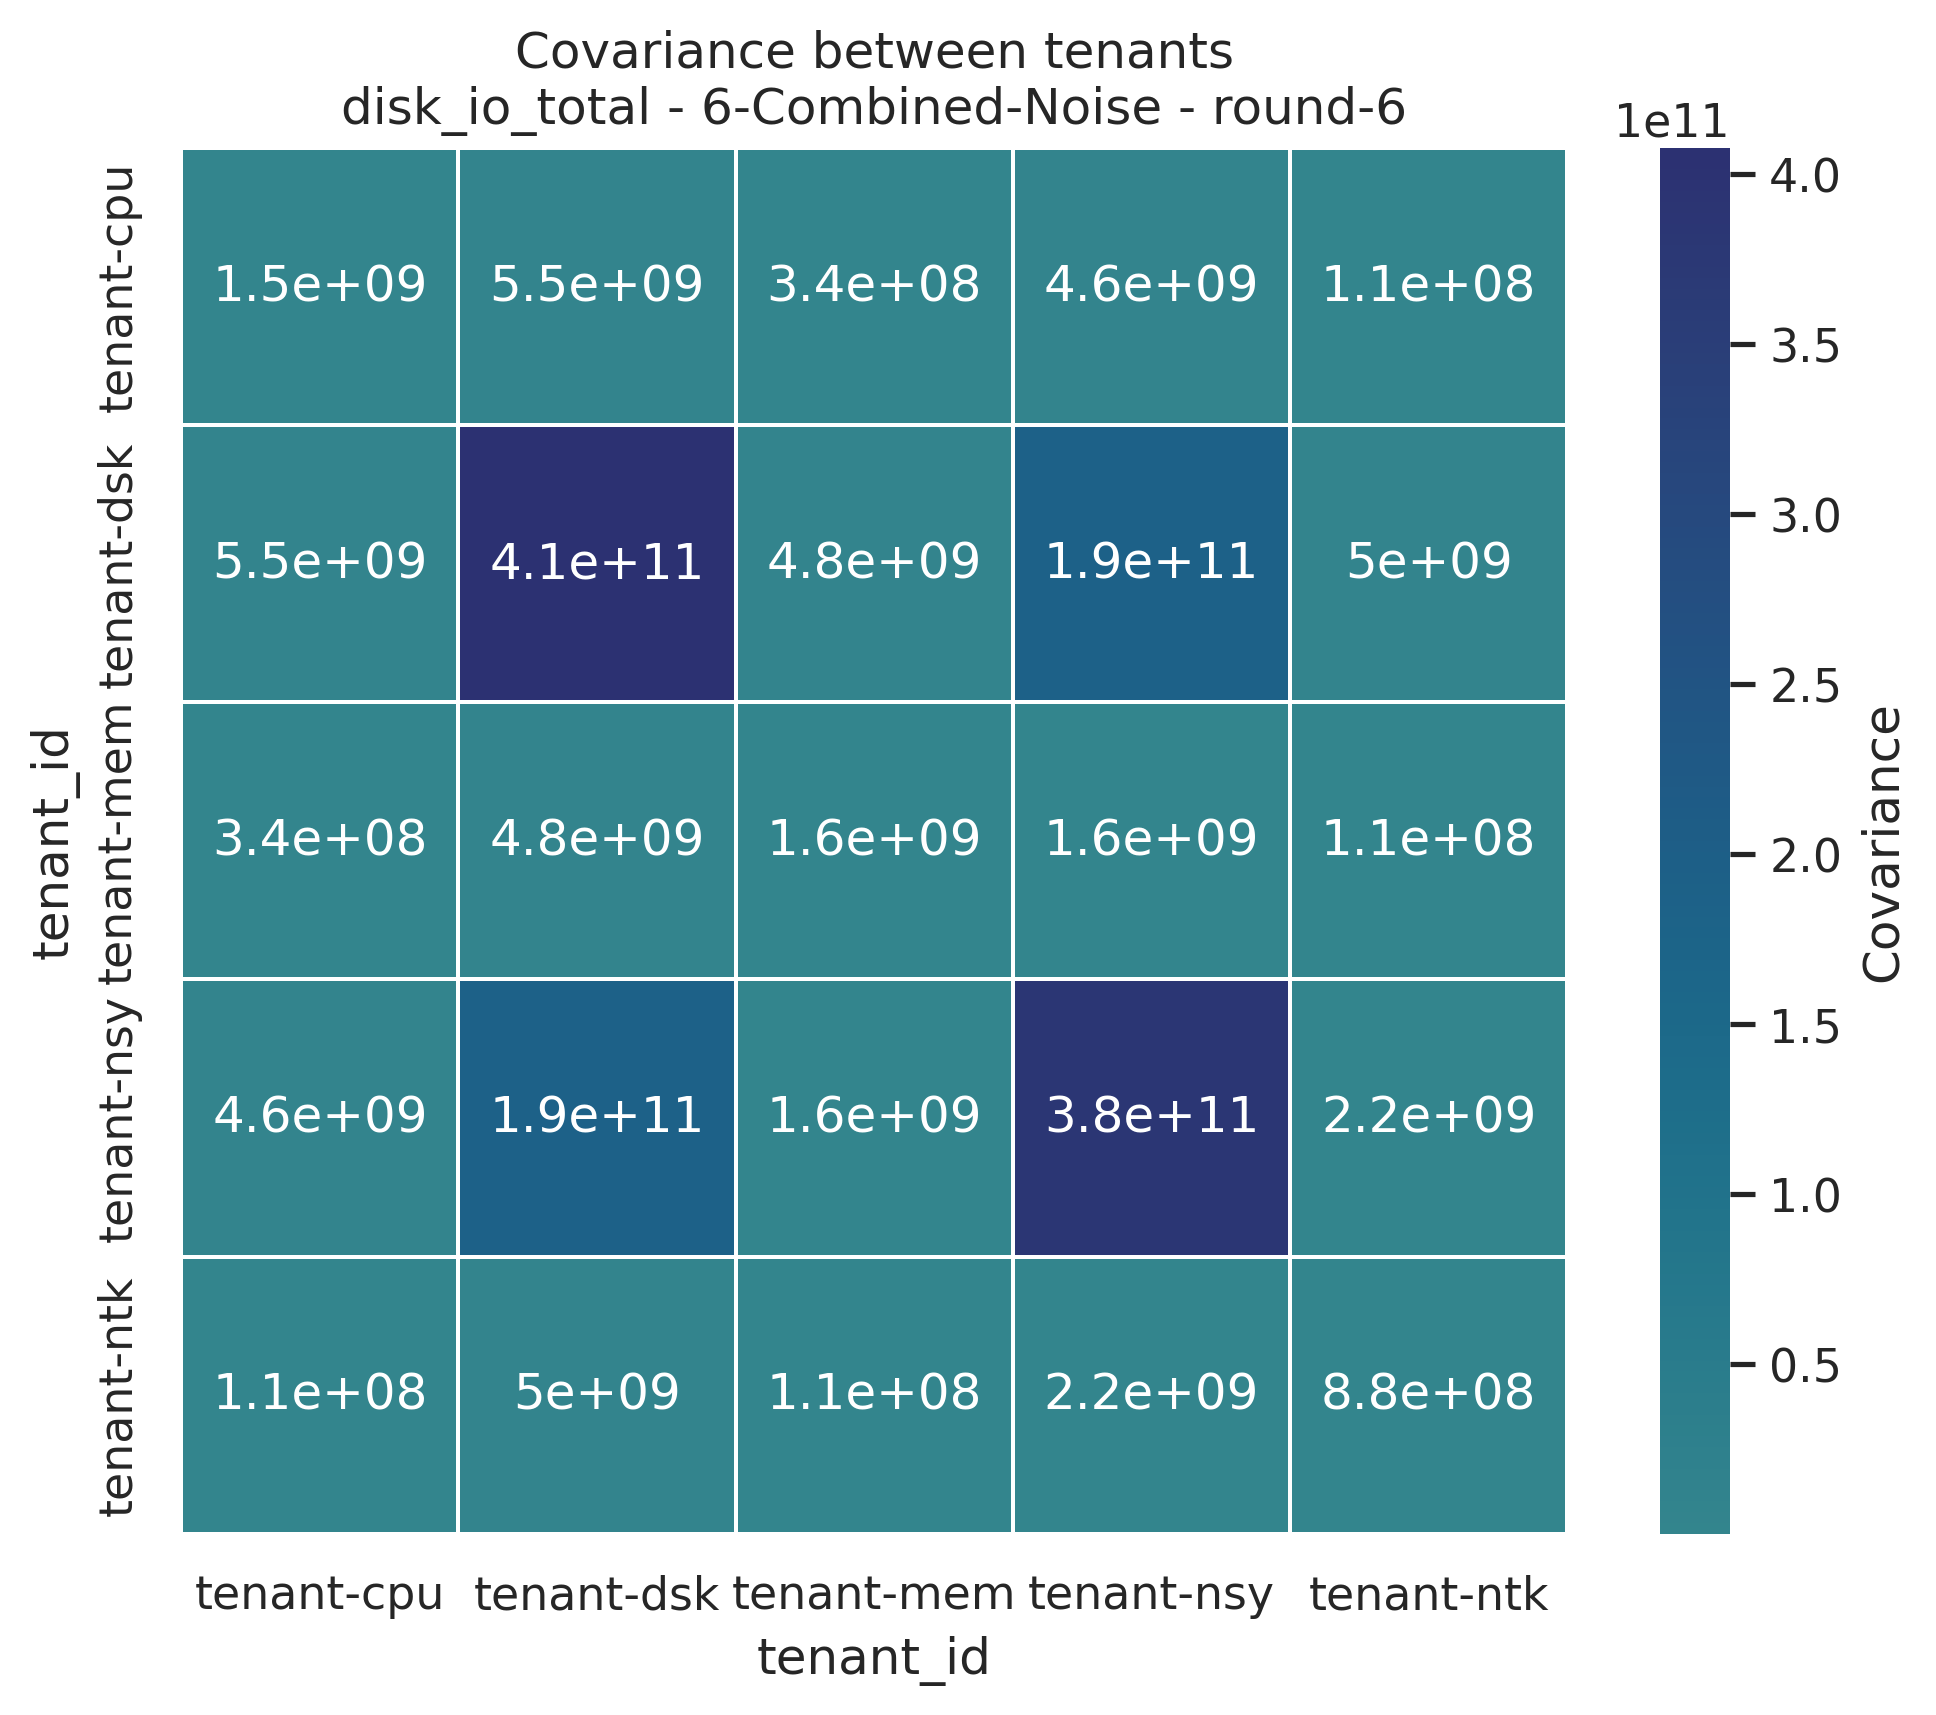 Covariance between tenants
disk_io_total - 6-Combined-Noise - round-6
1e11
tenant_id
tenant-cpu
1.5e+09 5.5e+09 3.4e+08 4.6e+09 1.1e+08
tenant-dsk
5.5e+09 4.1e+11 4.8e+09 1.9e+11 5e+09
tenant-mem
3.4e+08 4.8e+09 1.6e+09 1.6e+09 1.1e+08
tenant-nsy
4.6e+09 1.9e+11 1.6e+09 3.8e+11 2.2e+09
tenant-ntk
1.1e+08 5e+09 1.1e+08 2.2e+09 8.8e+08
tenant-cpu tenant-dsk tenant-mem tenant-nsy tenant-ntk
tenant_id
4.0
3.5
3.0
2.5
2.0
1.5
1.0
0.5
Covariance